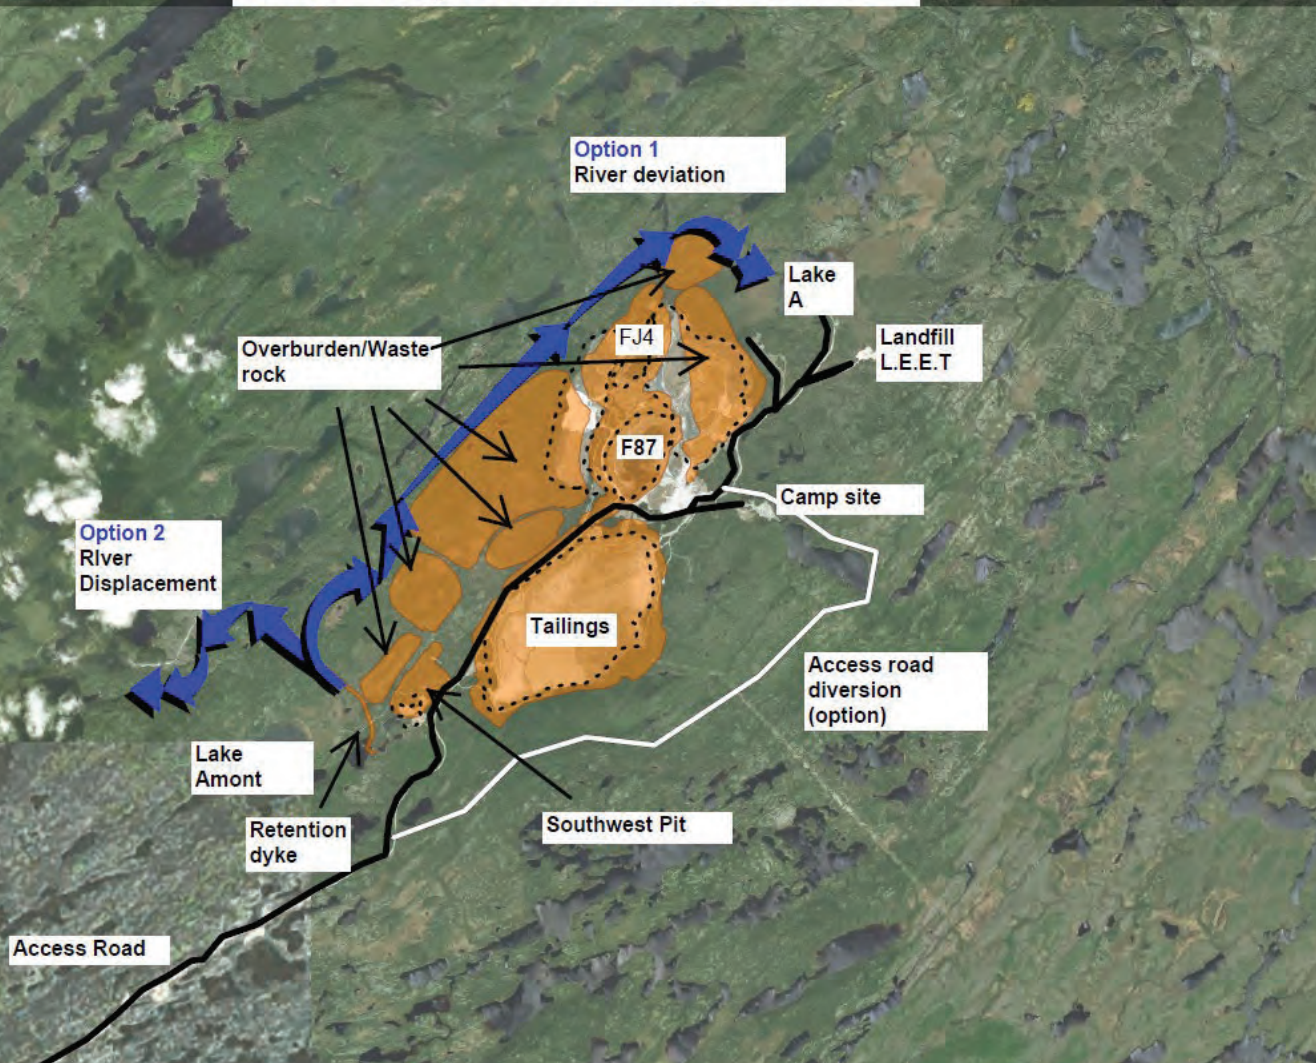 Option 1
River deviation
Lake
A
FJ4
Landfill
L.E.E.T
Overburden/Waste
rock
F87
Camp site
Option 2
RIver
Displacement
Tailings
Access road
diversion
(option)
Lake
Amont
Southwest Pit
Retention
dyke
Access Road